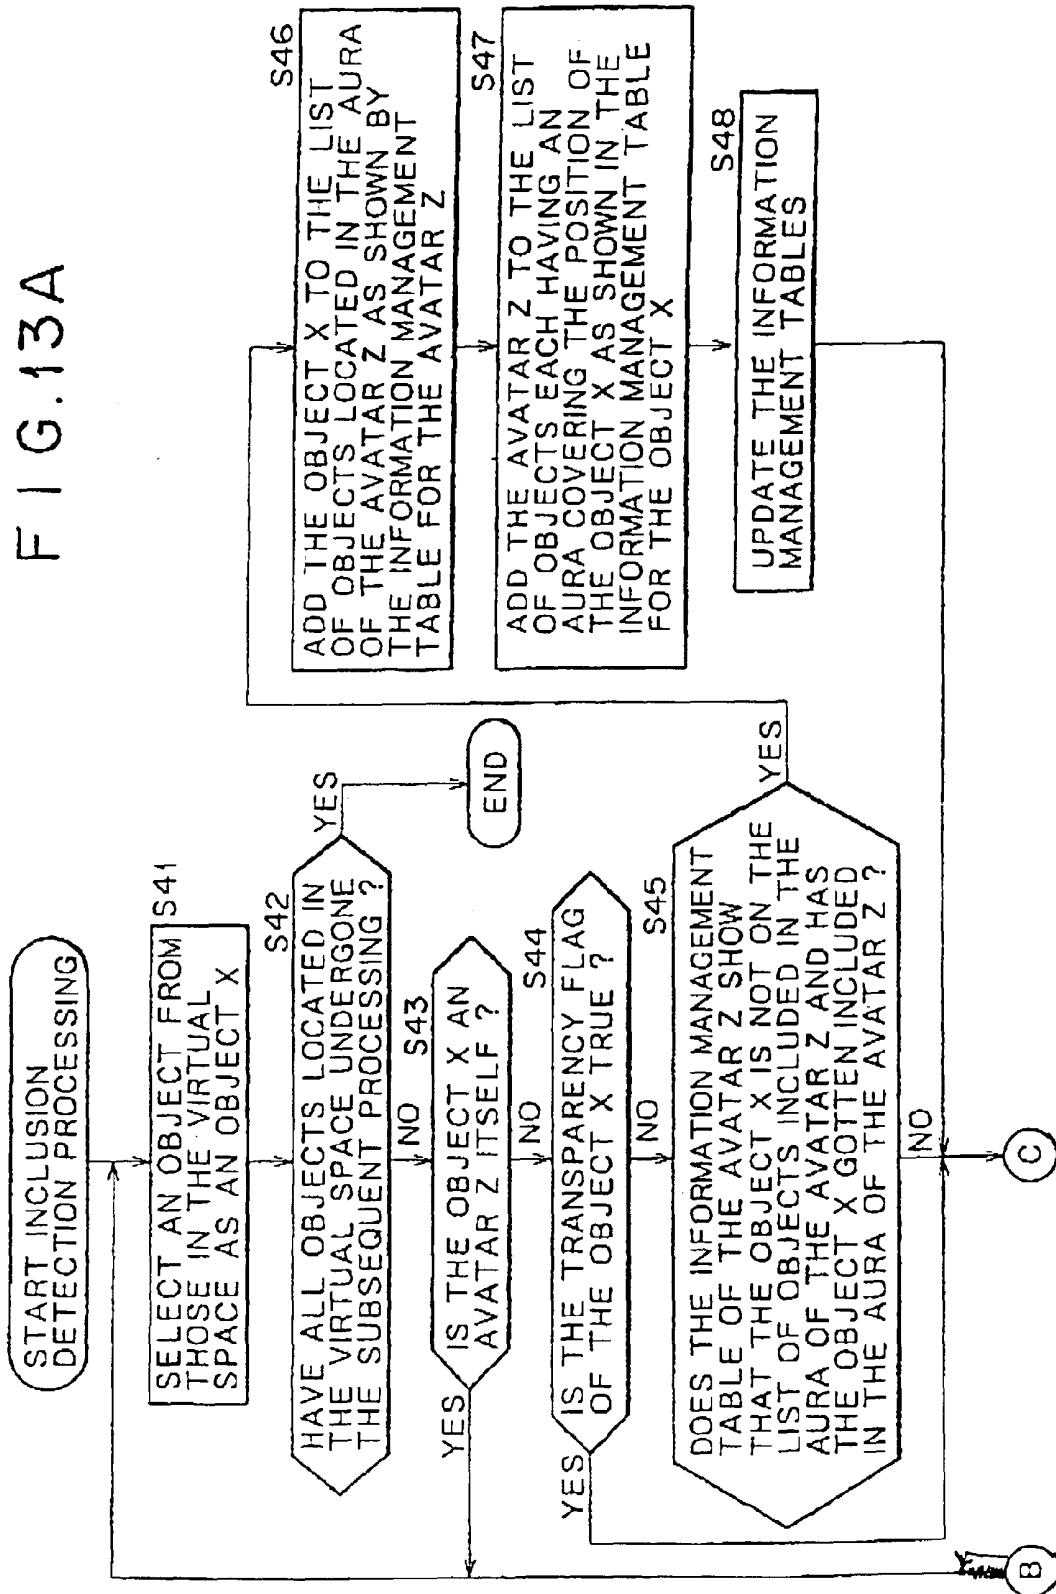 FIG.13A
START INCLUSION
DETECTION PROCESSING
SELECT AN OBJECT FROM
THOSE IN THE VIRTUAL
SPACE AS AN OBJECT X
S41
HAVE ALL OBJECTS LOCATED IN
THE VIRTUAL SPACE UNDERGONE
THE SUBSEQUENT PROCESSING ?
S42
YES
END
NO
IS THE OBJECT X AN
AVATAR Z ITSELF ?
S43
YES
NO
IS THE TRANSPARENCY FLAG
OF THE OBJECT X TRUE ?
S44
YES
NO
DOES THE INFORMATION MANAGEMENT
TABLE OF THE AVATAR Z SHOW
THAT THE OBJECT X IS NOT ON THE
LIST OF OBJECTS INCLUDED IN THE
AURA OF THE AVATAR Z AND HAS
THE OBJECT X GOTTEN INCLUDED
IN THE AURA OF THE AVATAR Z ?
S45
YES
NO
ADD THE OBJECT X TO THE LIST
OF OBJECTS LOCATED IN THE AURA
OF THE AVATAR Z AS SHOWN BY
THE INFORMATION MANAGEMENT
TABLE FOR THE AVATAR Z
S46
ADD THE AVATAR Z TO THE LIST
OF OBJECTS EACH HAVING AN
AURA COVERING THE POSITION OF
THE OBJECT X AS SHOWN IN THE
INFORMATION MANAGEMENT TABLE
FOR THE OBJECT X
S47
UPDATE THE INFORMATION
MANAGEMENT TABLES
S48
B
C